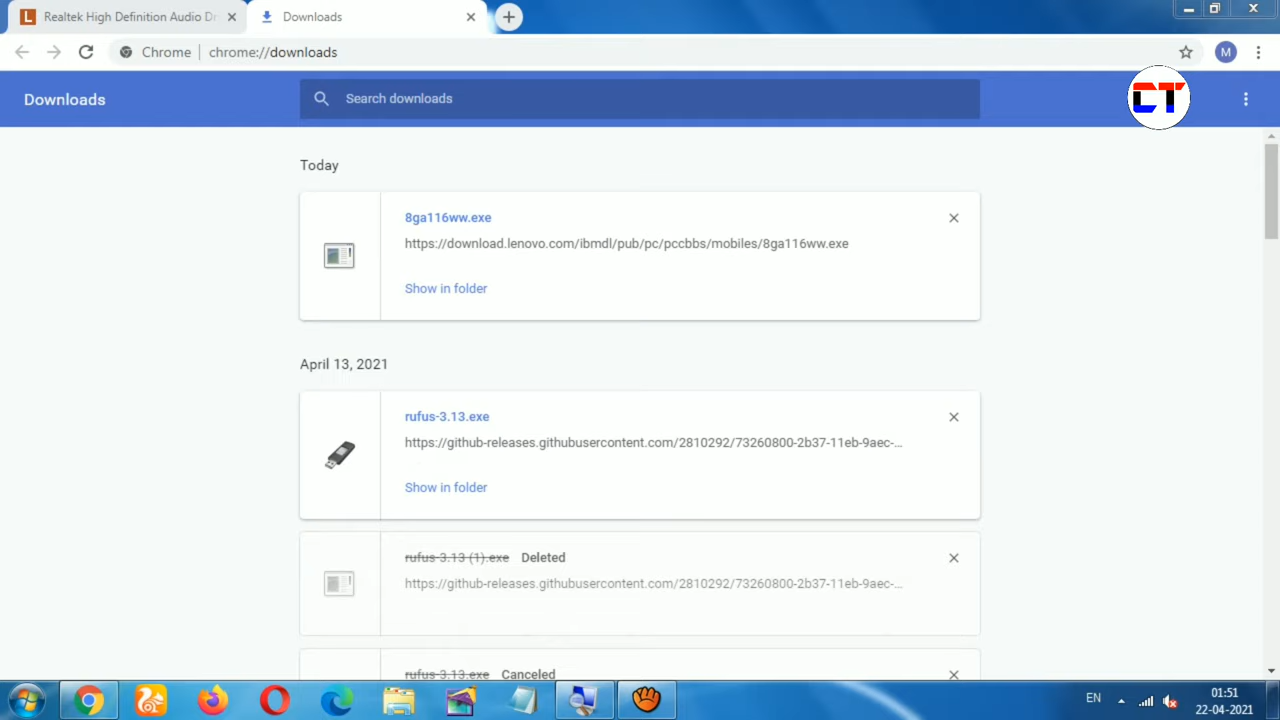 Realtek High Definition Audio Dr
Downloads
Chrome
chrome://downloads
M
Downloads
Search downloads
CT
Today
8ga116ww.exe
https://download.lenovo.com/ibmdl/pub/pc/pccbbs/mobiles/8ga116ww.exe
Show in folder
April 13, 2021
rufus-3.13.exe
https://github-releases.githubusercontent.com/2810292/73260800-2b37-11eb-9aec-...
Show in folder
rufus-3.13 (1).exe Deleted
https://github-releases.githubusercontent.com/2810292/73260800-2b37-11eb-9aec-...
rufus-3.13.exe Canceled
EN
01:51
22-04-2021